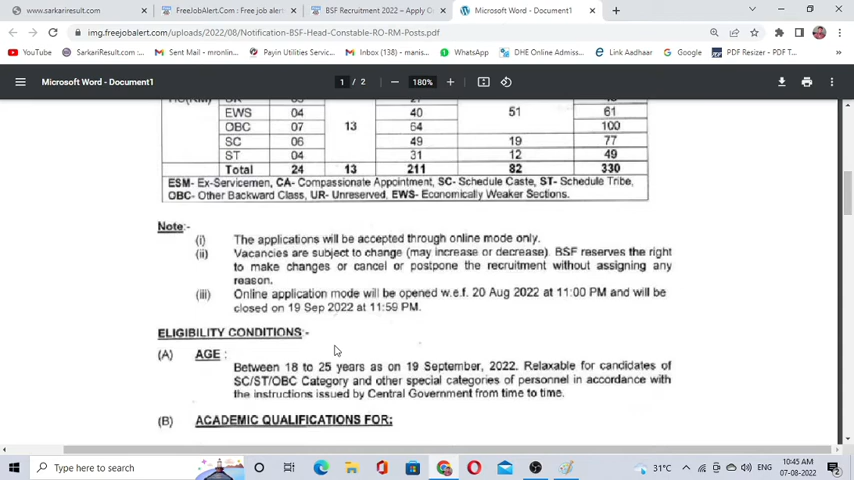 www.sarkariresult.com
FreeJobAlert.Com : Free job aler
BSF Recruitment 2022 – Apply O
Microsoft Word - Document1
img.freejobalert.com/uploads/2022/08/Notification-BSF-Head-Constable-RO-RM-Posts.pdf
YouTube SarkariResult.Com : Sent Mail - mronlin... Payin Utilities Servic... Inbox (138) - manis... WhatsApp DHE Online Admissi... Link Aadhaar Google PDF Resizer | PDF... PDF24 Tools
Microsoft Word - Document1 1 / 2 180%
EWS 04 40 51 61
OBC 07 13 64 100
SC 06 49 19 77
ST 04 31 12 49
Total 24 13 211 82 330
ESM- Ex-Servicemen, CA- Compassionate Appointment, SC- Schedule Caste, ST- Schedule Tribe,
OBC- Other Backward Class, UR- Unreserved, EWS- Economically Weaker Sections.
Note:-
(i) The applications will be accepted through online mode only.
(ii) Vacancies are subject to change (may increase or decrease). BSF reserves the right
to make changes or cancel or postpone the recruitment without assigning any
reason.
(iii) Online application mode will be opened w.e.f. 20 Aug 2022 at 11:00 PM and will be
closed on 19 Sep 2022 at 11:59 PM.
ELIGIBILITY CONDITIONS:-
(A) AGE :
Between 18 to 25 years as on 19 September, 2022. Relaxable for candidates of
SC/ST/OBC Category and other special categories of personnel in accordance with
the instructions issued by Central Government from time to time.
(B) ACADEMIC QUALIFICATIONS FOR:
Type here to search
31°C
ENG
10:45 AM
07-08-2022
2